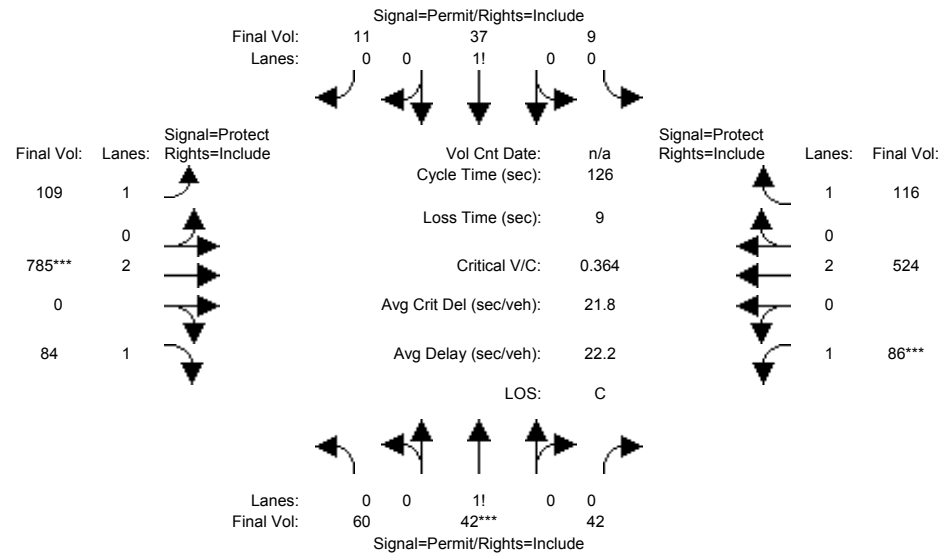 Signal=Permit/Rights=Include
Final Vol: 11 37 9
Lanes: 0 0 1! 0 0
Signal=Protect Signal=Protect
Final Vol: Lanes: Rights=Include Vol Cnt Date: n/a Rights=Include Lanes: Final Vol:
Cycle Time (sec): 126
109 1 1 116
Loss Time (sec): 9
0 0
785*** 2 Critical V/C: 0.364 2 524
0 Avg Crit Del (sec/veh): 21.8 0
84 1 Avg Delay (sec/veh): 22.2 1 86***
LOS: C
Lanes: 0 0 1! 0 0
Final Vol: 60 42*** 42
Signal=Permit/Rights=Include